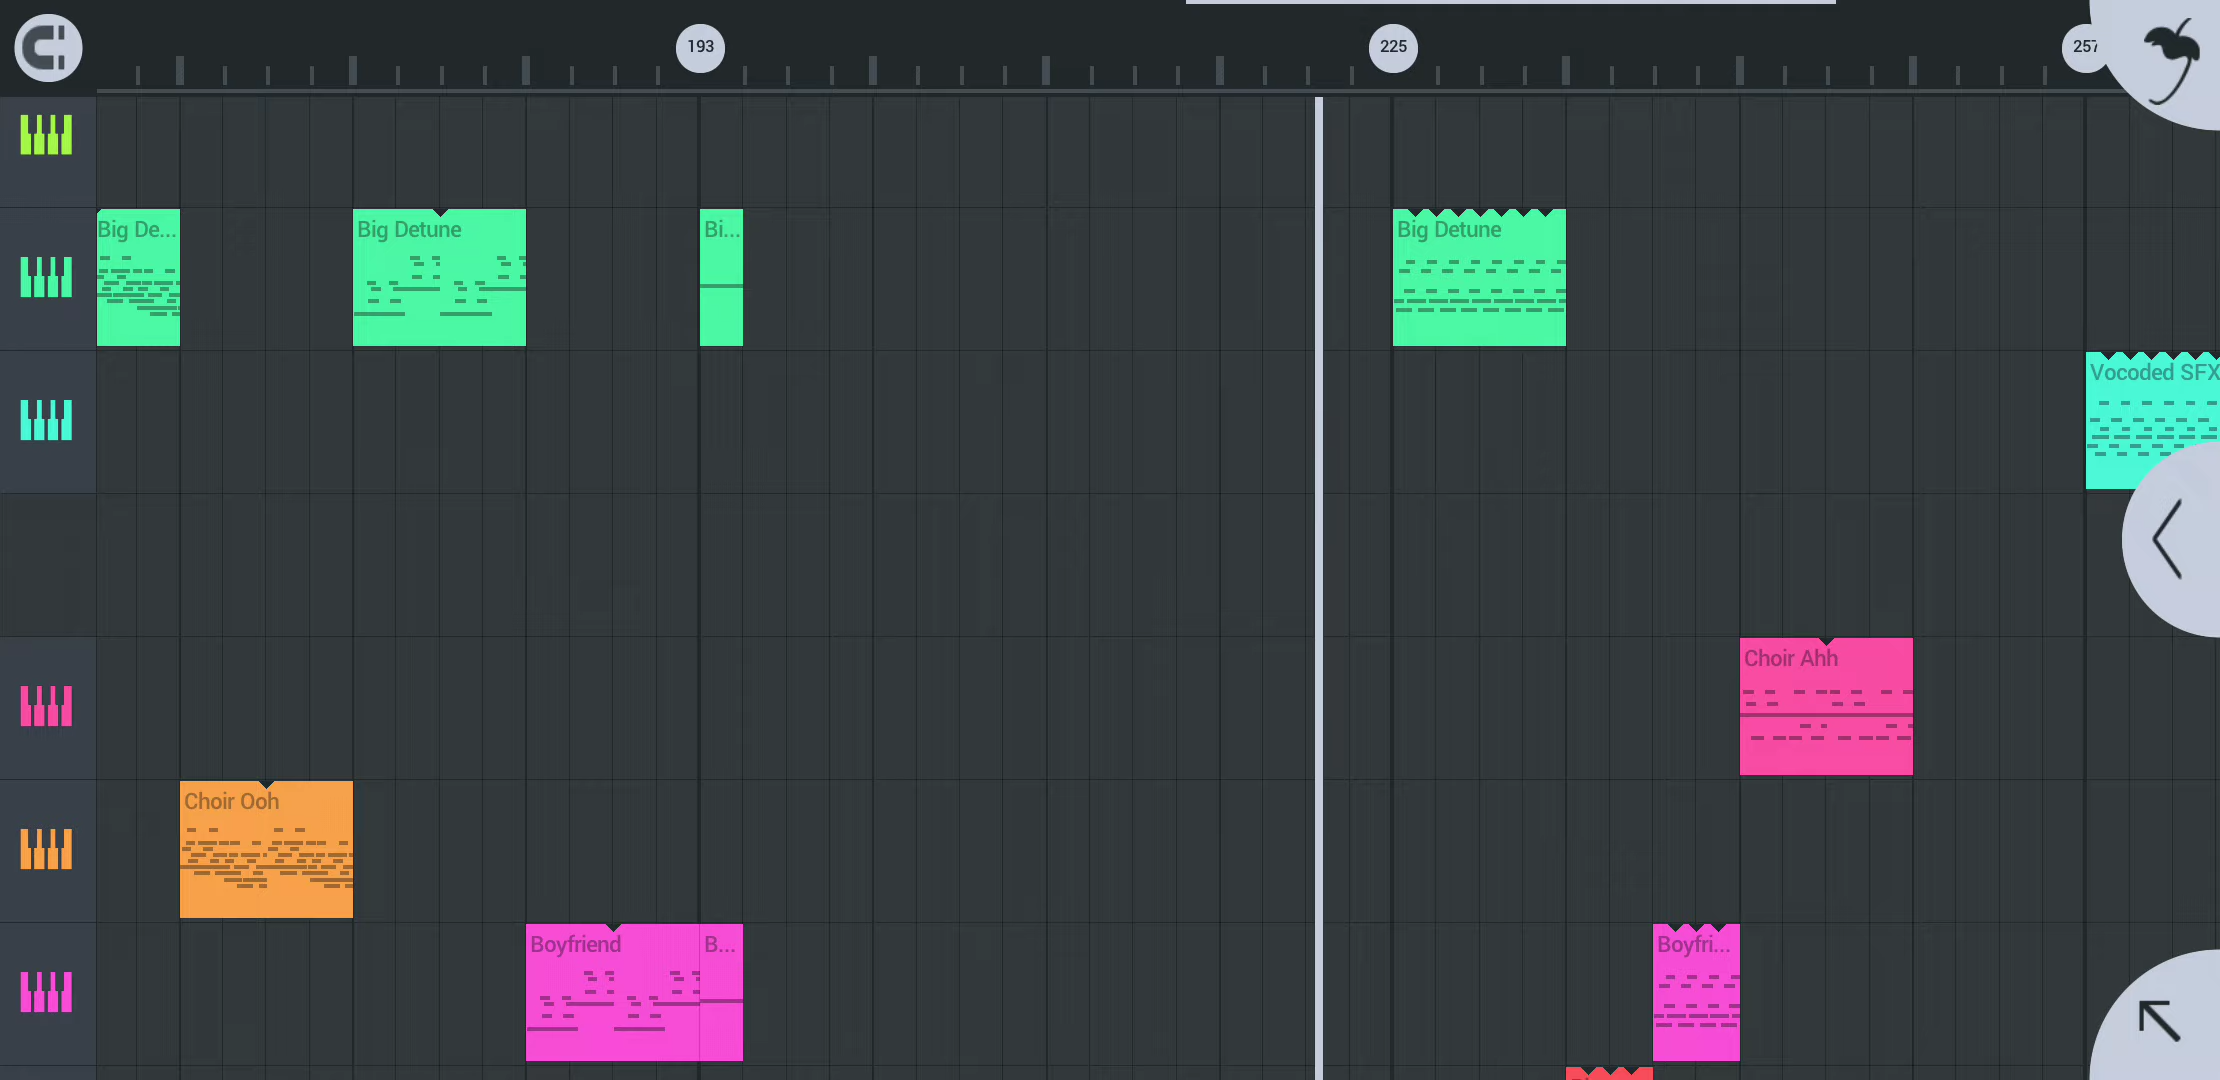 193
225
257
Big De...
Big Detune
Bi...
Big Detune
Vocoded SFX
Choir Ahh
Choir Ooh
Boyfriend
B...
Boyfri...